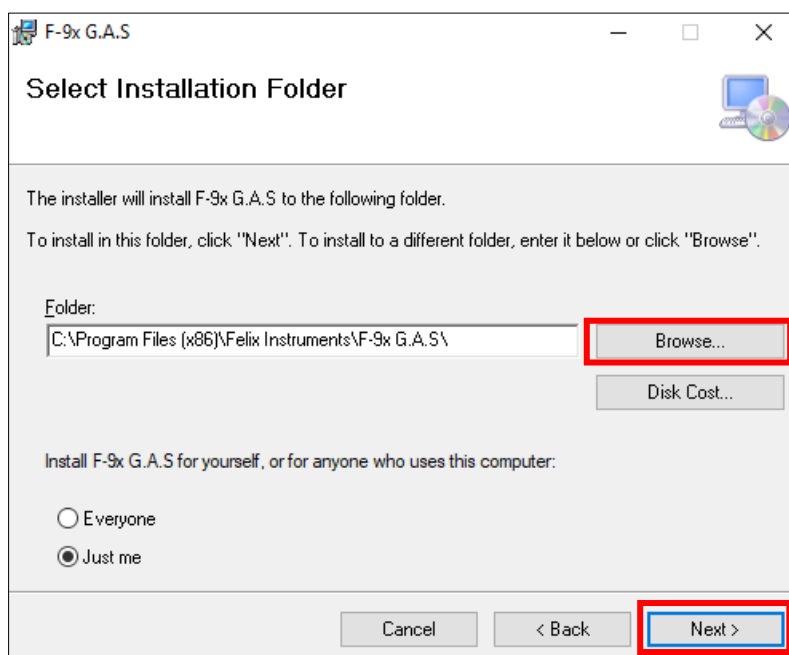 F-9x G.A.S
Select Installation Folder
The installer will install F-9x G.A.S to the following folder.
To install in this folder, click "Next". To install to a different folder, enter it below or click "Browse".
Folder:
C:\Program Files (x86)\Felix Instruments\F-9x G.A.S\
Browse...
Disk Cost...
Install F-9x G.A.S for yourself, or for anyone who uses this computer:
Everyone
Just me
Cancel
< Back
Next >